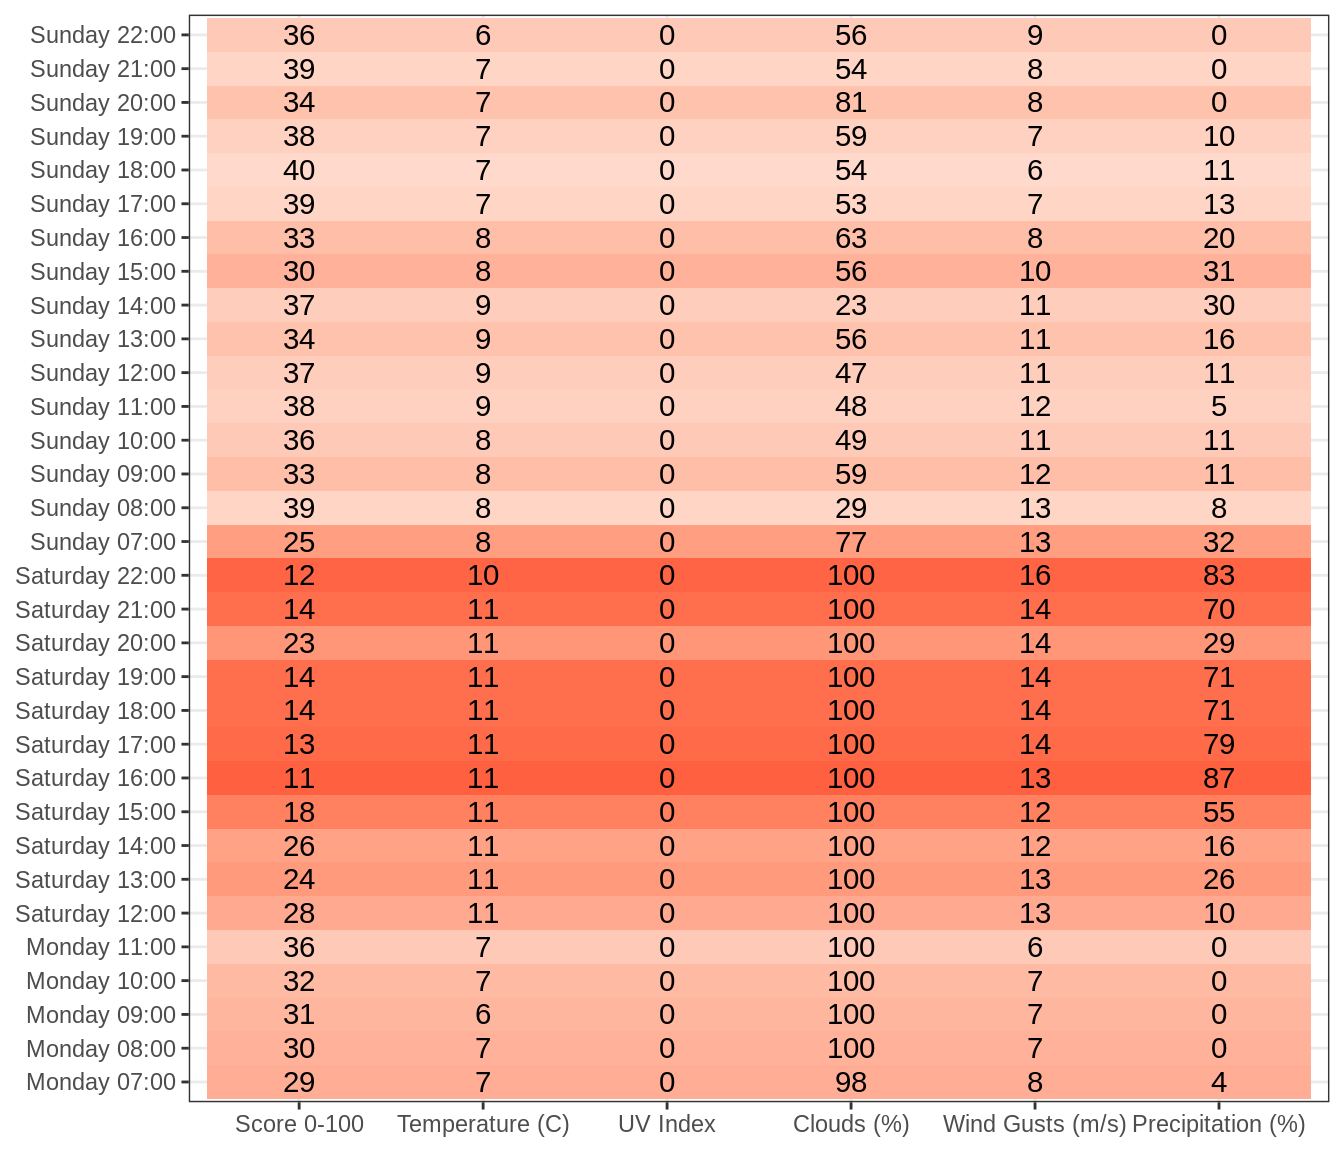 Sunday 22:00 36 6 0 56 9 0
Sunday 21:00 39 7 0 54 8 0
Sunday 20:00 34 7 0 81 8 0
Sunday 19:00 38 7 0 59 7 10
Sunday 18:00 40 7 0 54 6 11
Sunday 17:00 39 7 0 53 7 13
Sunday 16:00 33 8 0 63 8 20
Sunday 15:00 30 8 0 56 10 31
Sunday 14:00 37 9 0 23 11 30
Sunday 13:00 34 9 0 56 11 16
Sunday 12:00 37 9 0 47 11 11
Sunday 11:00 38 9 0 48 12 5
Sunday 10:00 36 8 0 49 11 11
Sunday 09:00 33 8 0 59 12 11
Sunday 08:00 39 8 0 29 13 8
Sunday 07:00 25 8 0 77 13 32
Saturday 22:00 12 10 0 100 16 83
Saturday 21:00 14 11 0 100 14 70
Saturday 20:00 23 11 0 100 14 29
Saturday 19:00 14 11 0 100 14 71
Saturday 18:00 14 11 0 100 14 71
Saturday 17:00 13 11 0 100 14 79
Saturday 16:00 11 11 0 100 13 87
Saturday 15:00 18 11 0 100 12 55
Saturday 14:00 26 11 0 100 12 16
Saturday 13:00 24 11 0 100 13 26
Saturday 12:00 28 11 0 100 13 10
Monday 11:00 36 7 0 100 6 0
Monday 10:00 32 7 0 100 7 0
Monday 09:00 31 6 0 100 7 0
Monday 08:00 30 7 0 100 7 0
Monday 07:00 29 7 0 98 8 4
Score 0-100 Temperature (C) UV Index Clouds (%) Wind Gusts (m/s) Precipitation (%)